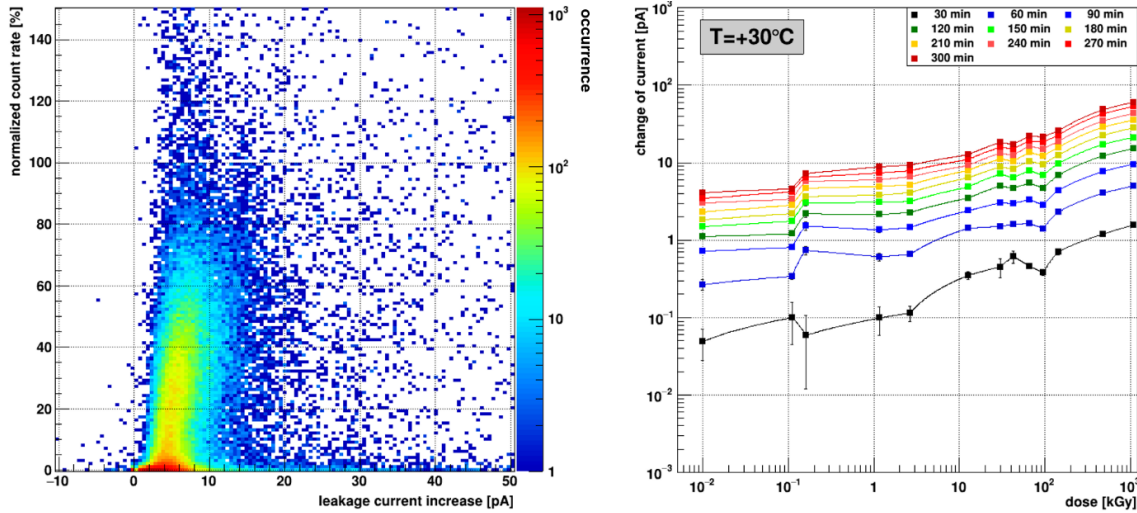 normalized count rate [%]
140
120
100
80
60
40
20
0
−10 0 10 20 30 40 50
leakage current increase [pA]
occurrence
10³
10²
10
1
change of current [pA]
T=+30°C
30 min 60 min 90 min
120 min 150 min 180 min
210 min 240 min 270 min
300 min
10³
10²
10
1
10⁻¹
10⁻²
10⁻³
10⁻² 10⁻¹ 1 10 10² 10³
dose [kGy]